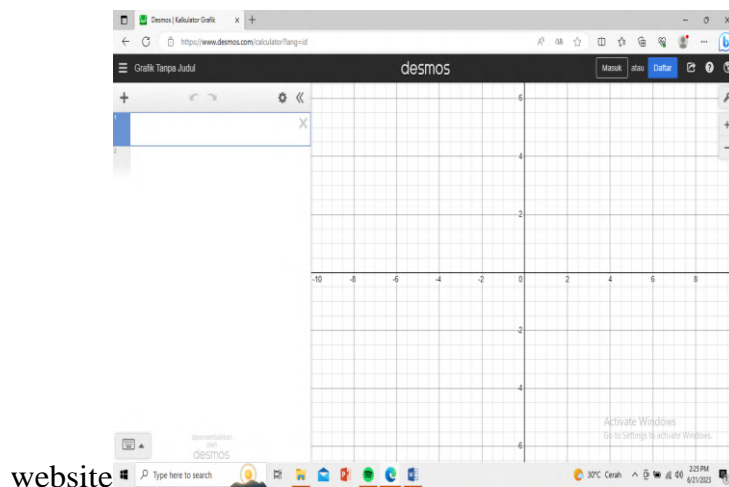 Desmos | Kalkulator Grafik
https://www.desmos.com/calculator?lang=id
Grafik Tanpa Judul
desmos
Masuk atau Daftar
1
2
6
4
2
-10 -8 -6 -4 -2 0 2 4 6 8
-2
-4
-6
Activate Windows
Go to Settings to activate Windows.
desmos
website
Type here to search
30°C Cerah
2:25 PM
6/21/2023